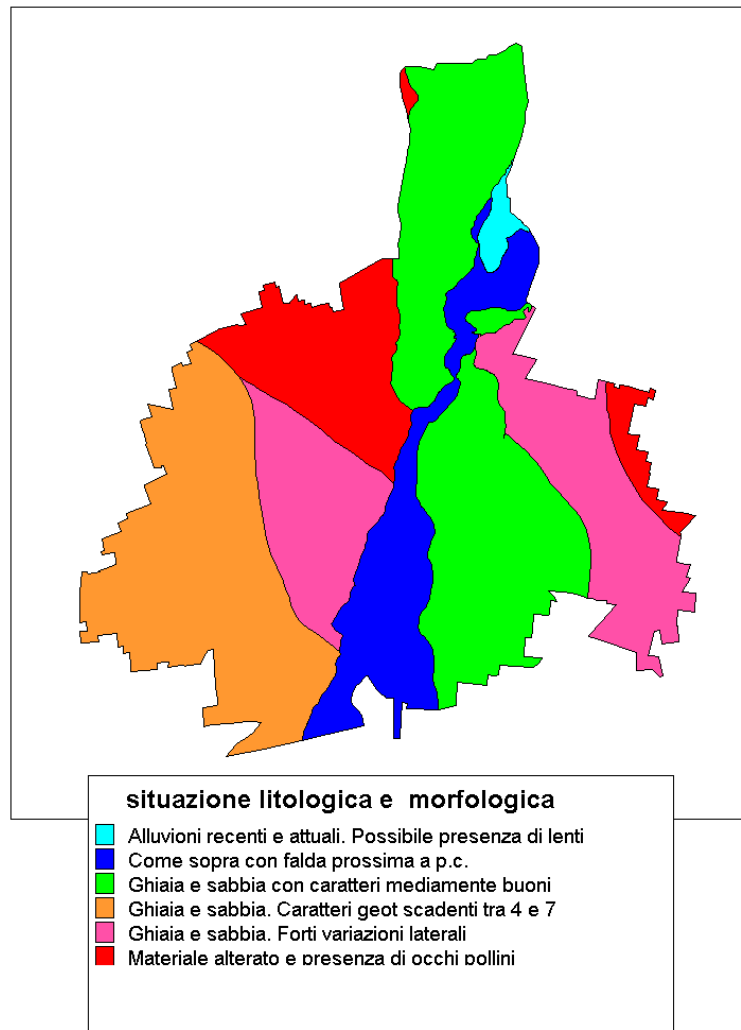 situazione litologica e morfologica
Alluvioni recenti e attuali. Possibile presenza di lenti
Come sopra con falda prossima a p.c.
Ghiaia e sabbia con caratteri mediamente buoni
Ghiaia e sabbia. Caratteri geot scadenti tra 4 e 7
Ghiaia e sabbia. Forti variazioni laterali
Materiale alterato e presenza di occhi pollini